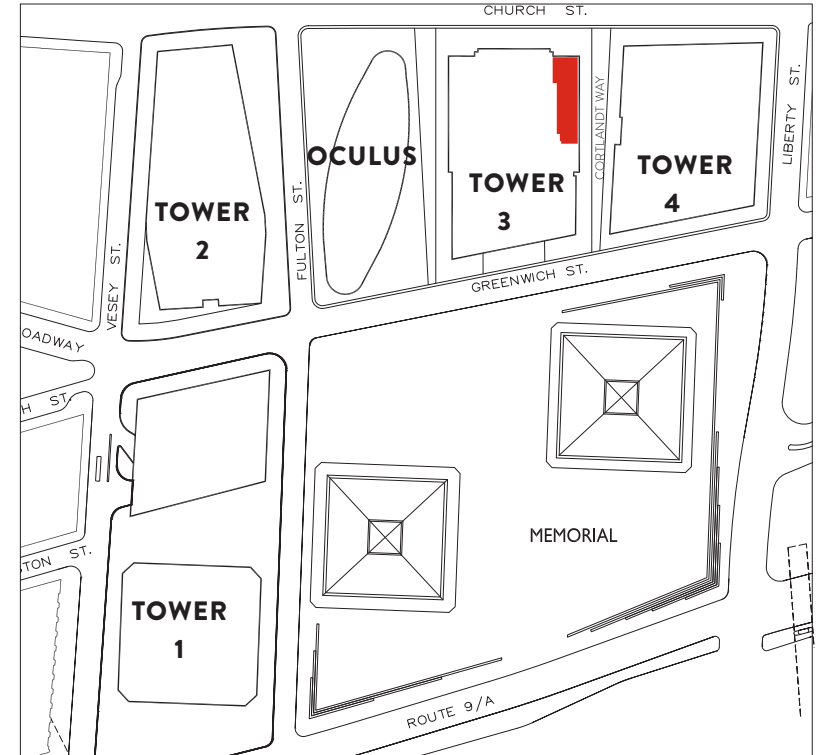 CHURCH ST.
LIBERTY ST.
CORTLANDT WAY
OCULUS
TOWER
3
TOWER
4
TOWER
2
FULTON ST.
VESEY ST.
GREENWICH ST.
OADWAY
H ST.
MEMORIAL
TON ST.
TOWER
1
ROUTE 9/A